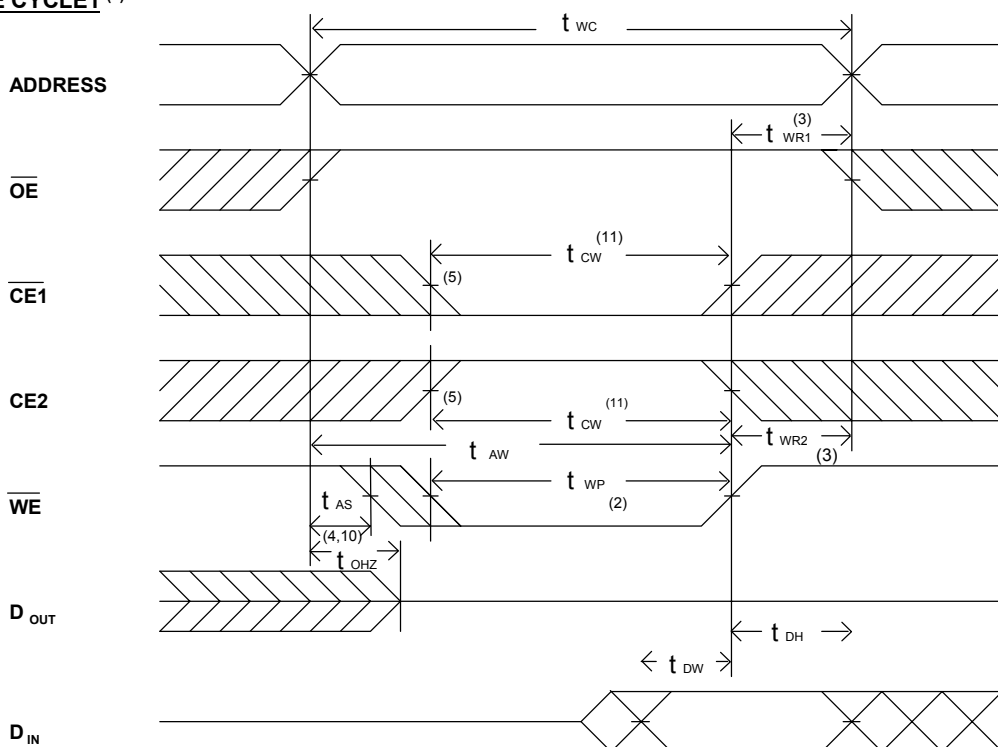 E CYCLE1
t WC
ADDRESS
(3)
t WR1
OE
(11)
t CW
CE1
(5)
CE2
(5)
(11)
t CW
t WR2
(3)
t AW
WE
t WP
(2)
t AS
(4,10)
t OHZ
D OUT
t DH
t DW
D IN